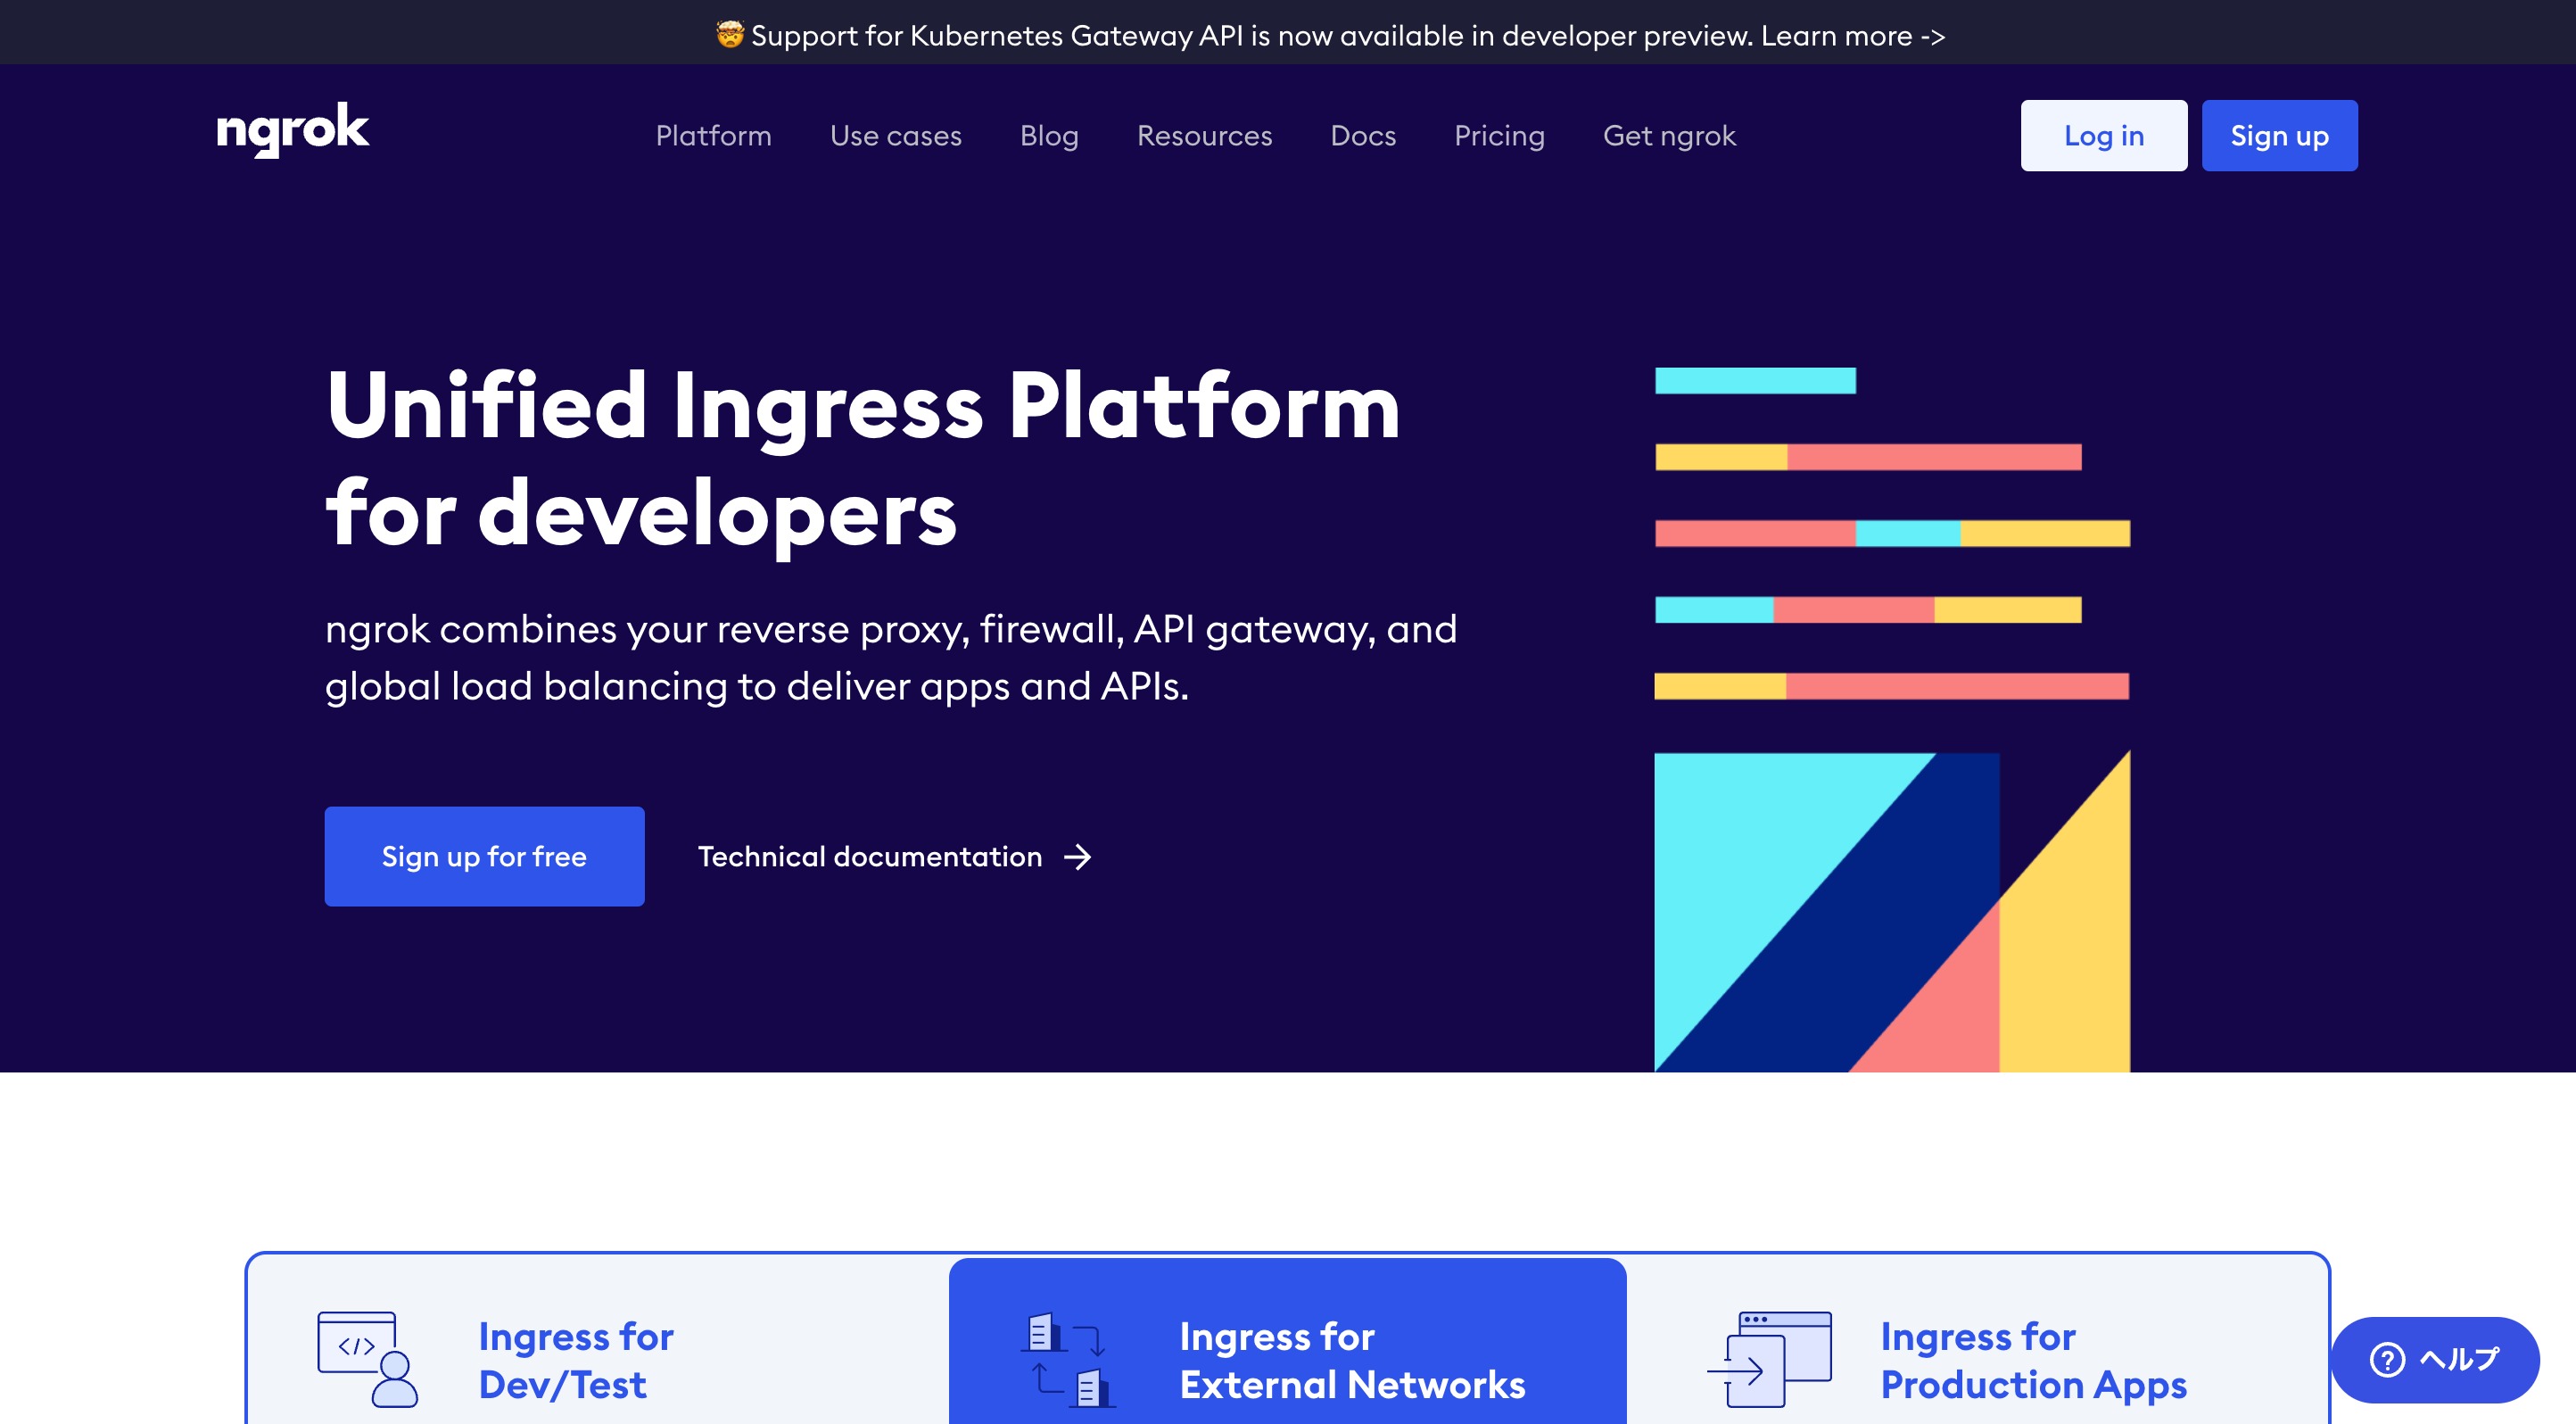 🤯 Support for Kubernetes Gateway API is now available in developer preview. Learn more ->
ngrok
Platform
Use cases
Blog
Resources
Docs
Pricing
Get ngrok
Log in
Sign up
Unified Ingress Platform
for developers
ngrok combines your reverse proxy, firewall, API gateway, and
global load balancing to deliver apps and APIs.
Sign up for free
Technical documentation →
</>
Ingress for
Dev/Test
Ingress for
External Networks
Ingress for
Production Apps
? ヘルプ